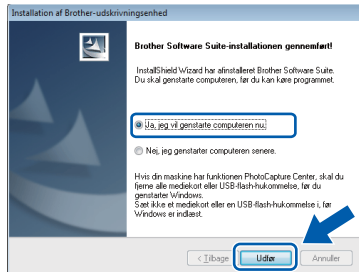 Installation af Brother-udskrivningsenhed
Brother Software Suite-installationen gennemført!
InstallShield Wizard har afinstalleret Brother Software Suite.
Du skal genstarte computeren, før du kan køre programmet.
Ja, jeg vil genstarte computeren nu.
Nej, jeg genstarter computeren senere.
Hvis din maskine har funktionen PhotoCapture Center, skal du
fjerne alle mediekort eller USB-flash-hukommelse, før du
genstarter Windows.
Sæt ikke et mediekort eller en USB-flash-hukommelse i, før
Windows er indlæst.
< Tilbage Udfør Annuller